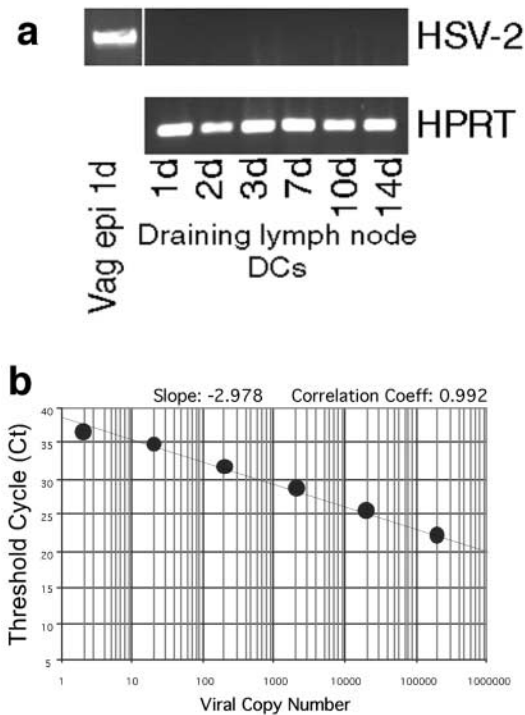 a
HSV-2
HPRT
Vag epi 1d
1d 2d 3d 7d 10d 14d
Draining lymph node
DCs
b
Slope: -2.978 Correlation Coeff: 0.992
Threshold Cycle (Ct)
40
35
30
25
20
15
10
5
1 10 100 1000 10000 100000 1000000
Viral Copy Number